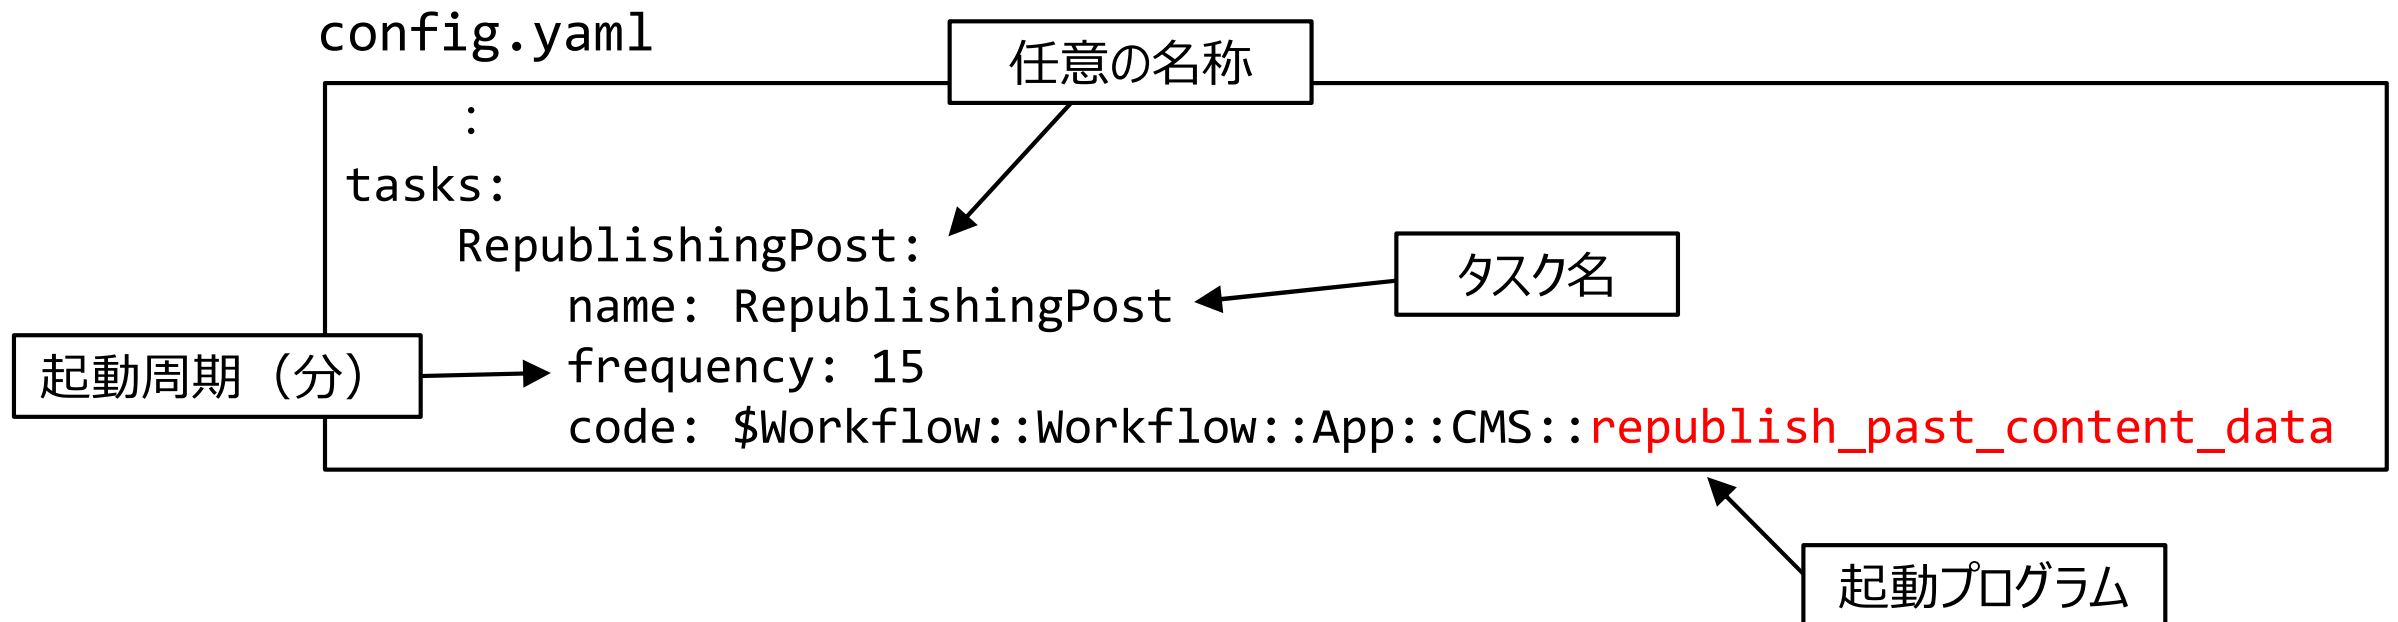 config.yaml
任意の名称
:
tasks:
RepublishingPost:
タスク名
name: RepublishingPost
起動周期（分）
frequency: 15
code: $Workflow::Workflow::App::CMS::republish_past_content_data
起動プログラム